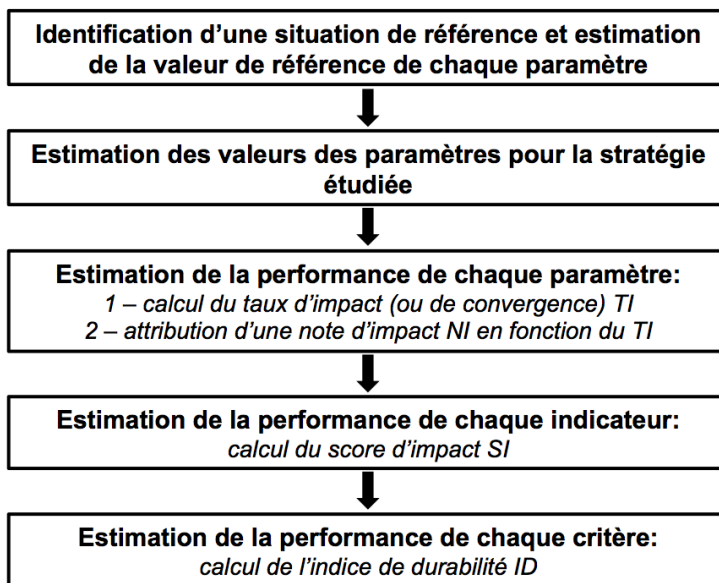 Identification d’une situation de référence et estimation
de la valeur de référence de chaque paramètre
Estimation des valeurs des paramètres pour la stratégie
étudiée
Estimation de la performance de chaque paramètre:
1 – calcul du taux d’impact (ou de convergence) TI
2 – attribution d’une note d’impact NI en fonction du TI
Estimation de la performance de chaque indicateur:
calcul du score d’impact SI
Estimation de la performance de chaque critère:
calcul de l’indice de durabilité ID